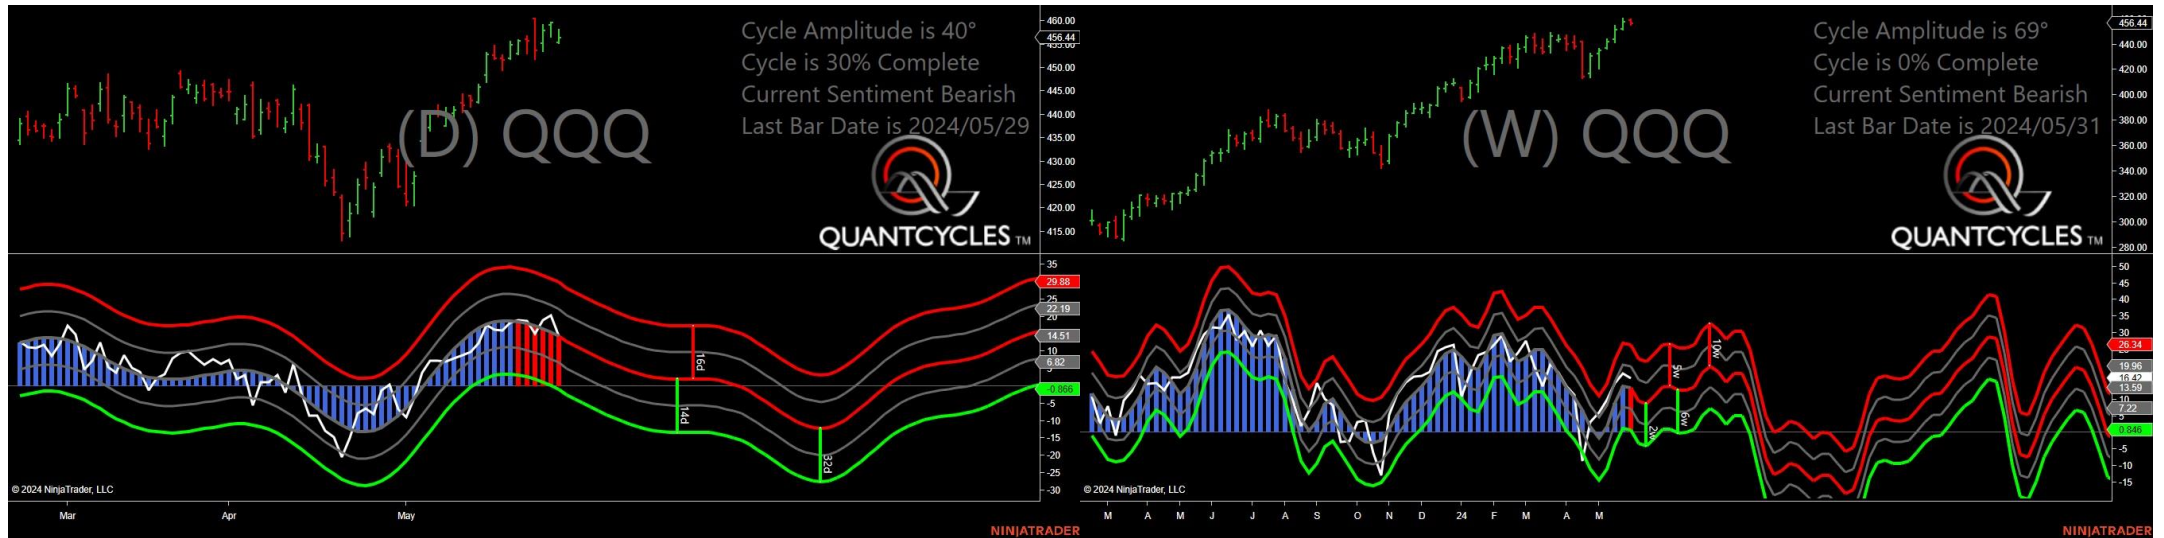 Cycle Amplitude is 40°
Cycle is 30% Complete
Current Sentiment Bearish
Last Bar Date is 2024/05/29
(D) QQQ
QUANTCYCLES TM
460.00
456.44
455.00
450.00
445.00
440.00
435.00
430.00
425.00
420.00
415.00
35
29.88
25
22.19
20
14.51
10
6.82
5
-0.866
-5
-10
-15
-20
-25
-30
16d
14d
32d
© 2024 NinjaTrader, LLC
Mar Apr May
NINJATRADER
Cycle Amplitude is 69°
Cycle is 0% Complete
Current Sentiment Bearish
Last Bar Date is 2024/05/31
(W) QQQ
QUANTCYCLES TM
456.44
440.00
420.00
400.00
380.00
360.00
340.00
320.00
300.00
280.00
50
45
40
35
30
26.34
19.96
16.42
13.59
7.22
0.846
-5
-10
-15
5w
10w
2w
6w
© 2024 NinjaTrader, LLC
M A M J J A S O N D 24 F M A M
NINJATRADER